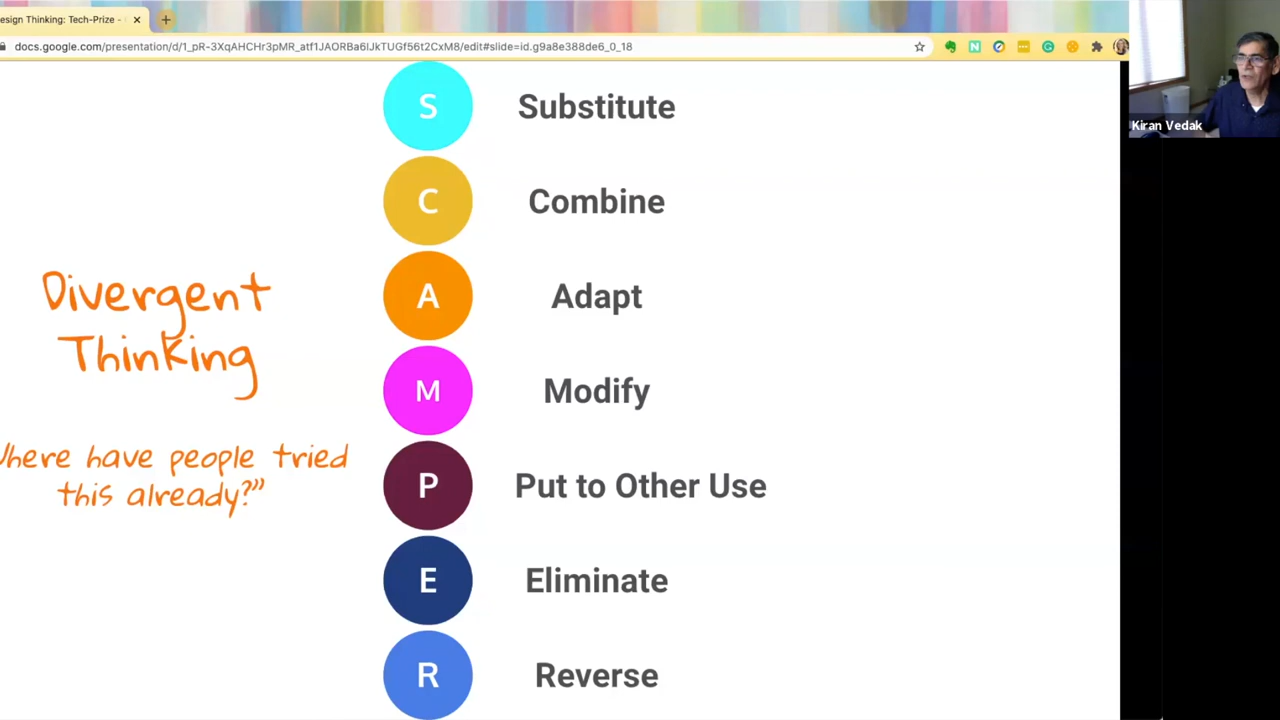 esign Thinking: Tech-Prize -
docs.google.com/presentation/d/1_pR-3XqAHCHr3pMR_atf1JAORBa6lJkTUGf56t2CxM8/edit#slide=id.g9a8e388de6_0_18
Kiran Vedak
S Substitute
C Combine
A Adapt
M Modify
P Put to Other Use
E Eliminate
R Reverse
Divergent
Thinking
here have people tried
this already?”